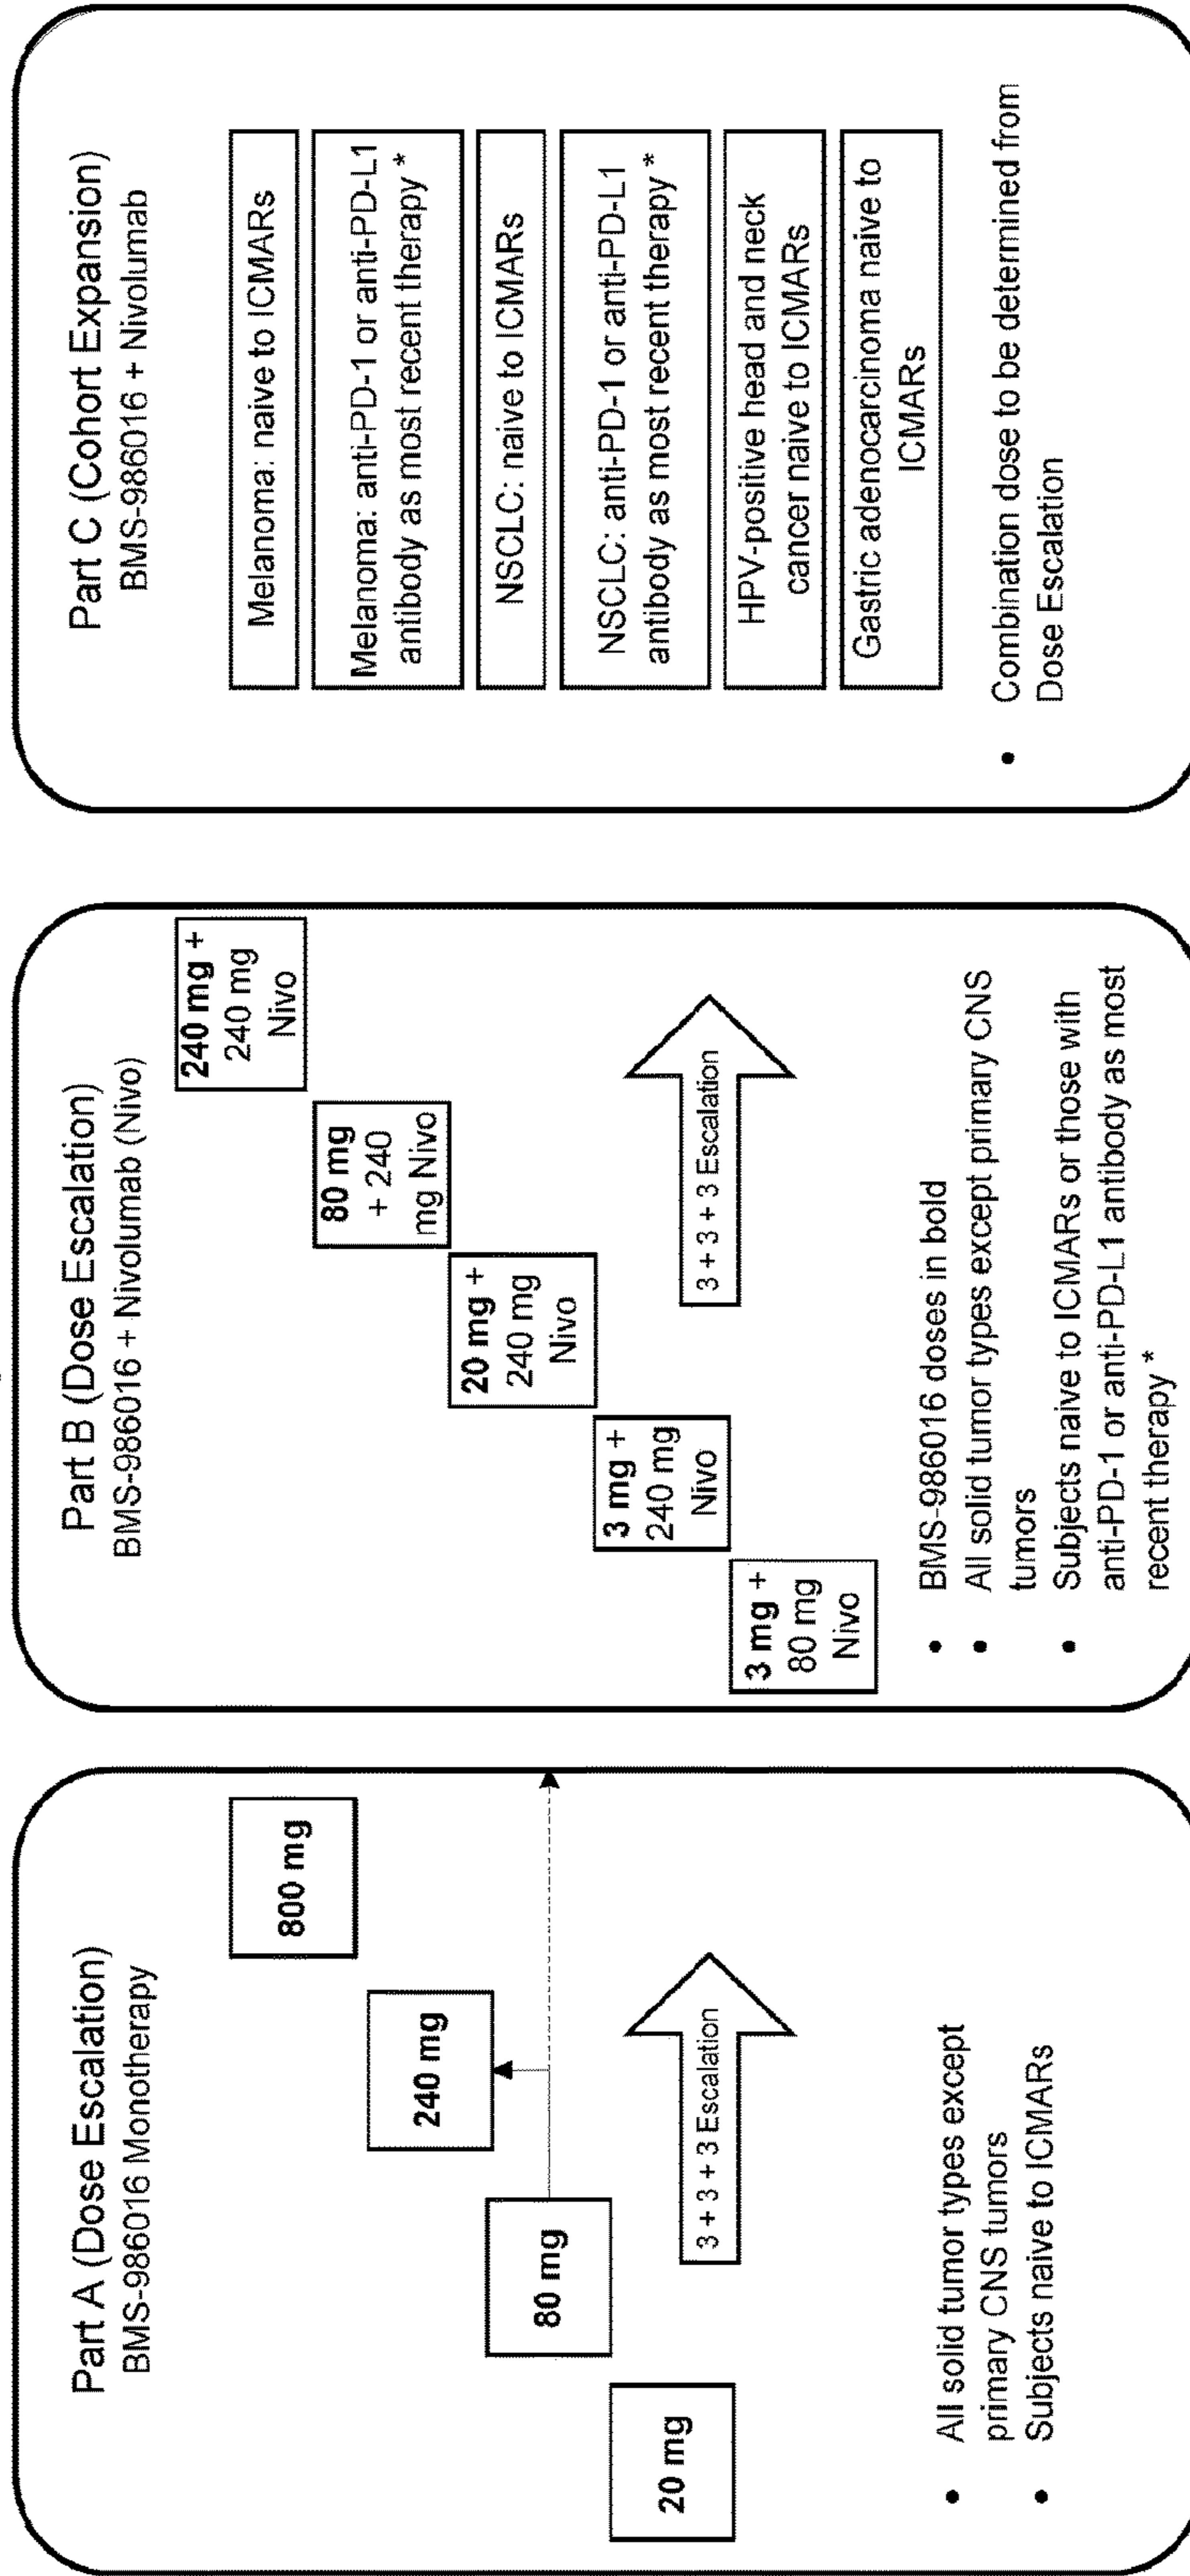 Part A (Dose Escalation)
BMS-986016 Monotherapy
800 mg
240 mg
80 mg
20 mg
3 + 3 + 3 Escalation
• All solid tumor types except
primary CNS tumors
• Subjects naive to ICMARs
Part B (Dose Escalation)
BMS-986016 + Nivolumab (Nivo)
240 mg +
240 mg
Nivo
80 mg
+ 240
mg Nivo
20 mg +
240 mg
Nivo
3 mg +
240 mg
Nivo
3 mg +
80 mg
Nivo
3 + 3 + 3 Escalation
• BMS-986016 doses in bold
• All solid tumor types except primary CNS
tumors
• Subjects naive to ICMARs or those with
anti-PD-1 or anti-PD-L1 antibody as most
recent therapy *
Part C (Cohort Expansion)
BMS-986016 + Nivolumab
Melanoma: naive to ICMARs
Melanoma: anti-PD-1 or anti-PD-L1
antibody as most recent therapy *
NSCLC: naive to ICMARs
NSCLC: anti-PD-1 or anti-PD-L1
antibody as most recent therapy *
HPV-positive head and neck
cancer naive to ICMARs
Gastric adenocarcinoma naive to
ICMARs
• Combination dose to be determined from
Dose Escalation